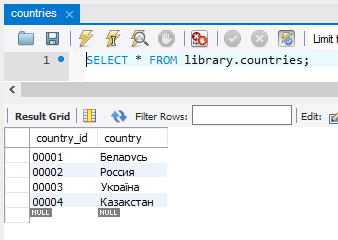 countries
Limit
1 SELECT * FROM library.countries;
Result Grid Filter Rows: Edit:
country_id country
00001 Беларусь
00002 Россия
00003 Україна
00004 Казакстан
NULL NULL